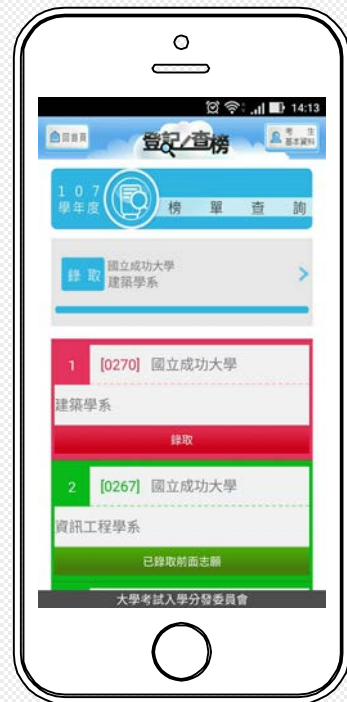 14:13
回首頁
登記/查榜
考生
基本資料
107
學年度
榜單查詢
錄取
國立成功大學
建築學系
1 [0270] 國立成功大學
建築學系
錄取
2 [0267] 國立成功大學
資訊工程學系
已錄取前面志願
大學考試入學分發委員會